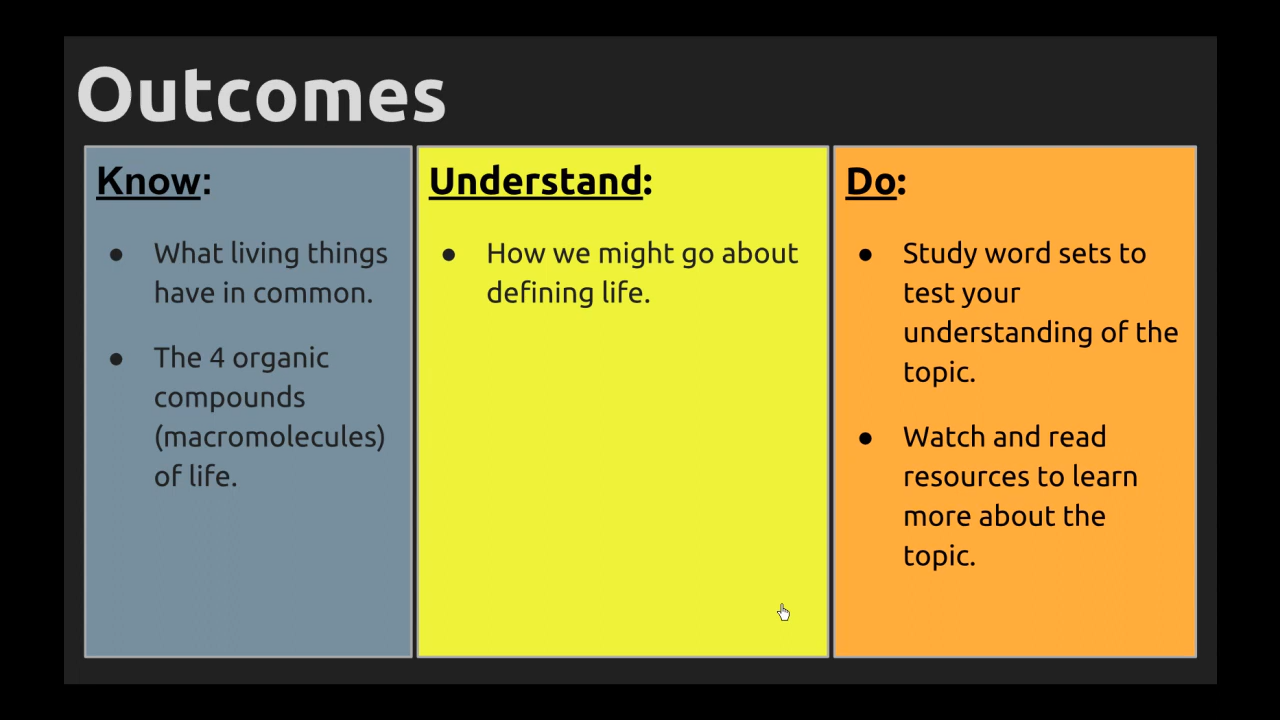 Outcomes
Know:
● What living things
have in common.
● The 4 organic
compounds
(macromolecules)
of life.
Understand:
● How we might go about
defining life.
Do:
● Study word sets to
test your
understanding of the
topic.
● Watch and read
resources to learn
more about the
topic.